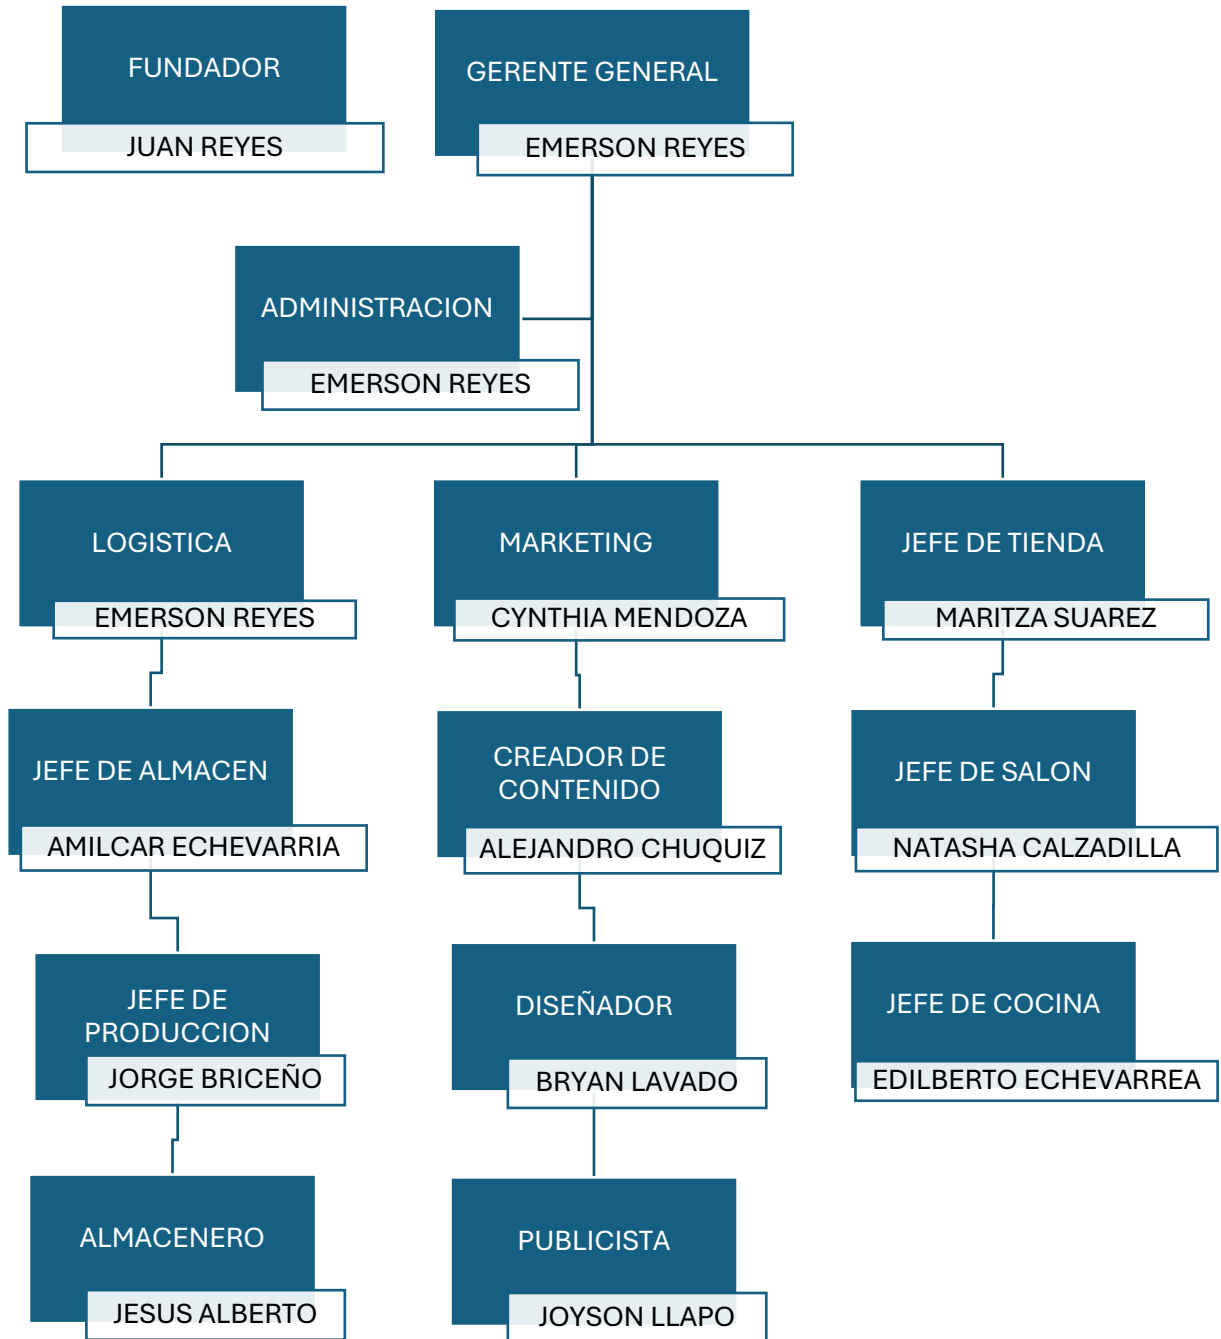 FUNDADOR
JUAN REYES
GERENTE GENERAL
EMERSON REYES
ADMINISTRACION
EMERSON REYES
LOGISTICA
EMERSON REYES
MARKETING
CYNTHIA MENDOZA
JEFE DE TIENDA
MARITZA SUAREZ
JEFE DE ALMACEN
AMILCAR ECHEVARRIA
CREADOR DE
CONTENIDO
ALEJANDRO CHUQUIZ
JEFE DE SALON
NATASHA CALZADILLA
JEFE DE
PRODUCCION
JORGE BRICEÑO
DISEÑADOR
BRYAN LAVADO
JEFE DE COCINA
EDILBERTO ECHEVARREA
ALMACENERO
JESUS ALBERTO
PUBLICISTA
JOYSON LLAPO